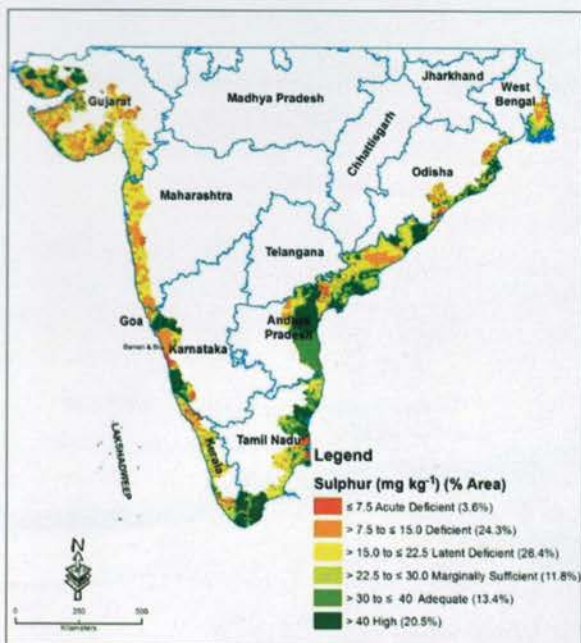 Jharkhand
West
Bengal
Gujarat
Madhya Pradesh
Chhattisgarh
Odisha
Maharashtra
Telangana
Goa
Andhra
Pradesh
Karnataka
LAKSHADWEEP
Kerala
Tamil Nadu
Legend
Sulphur (mg kg⁻¹) (% Area)
≤ 7.5 Acute Deficient (3.6%)
> 7.5 to ≤ 15.0 Deficient (24.3%)
> 15.0 to ≤ 22.5 Latent Deficient (26.4%)
> 22.5 to ≤ 30.0 Marginally Sufficient (11.8%)
> 30 to ≤ 40 Adequate (13.4%)
> 40 High (20.5%)
N
0 250 500
Kilometers